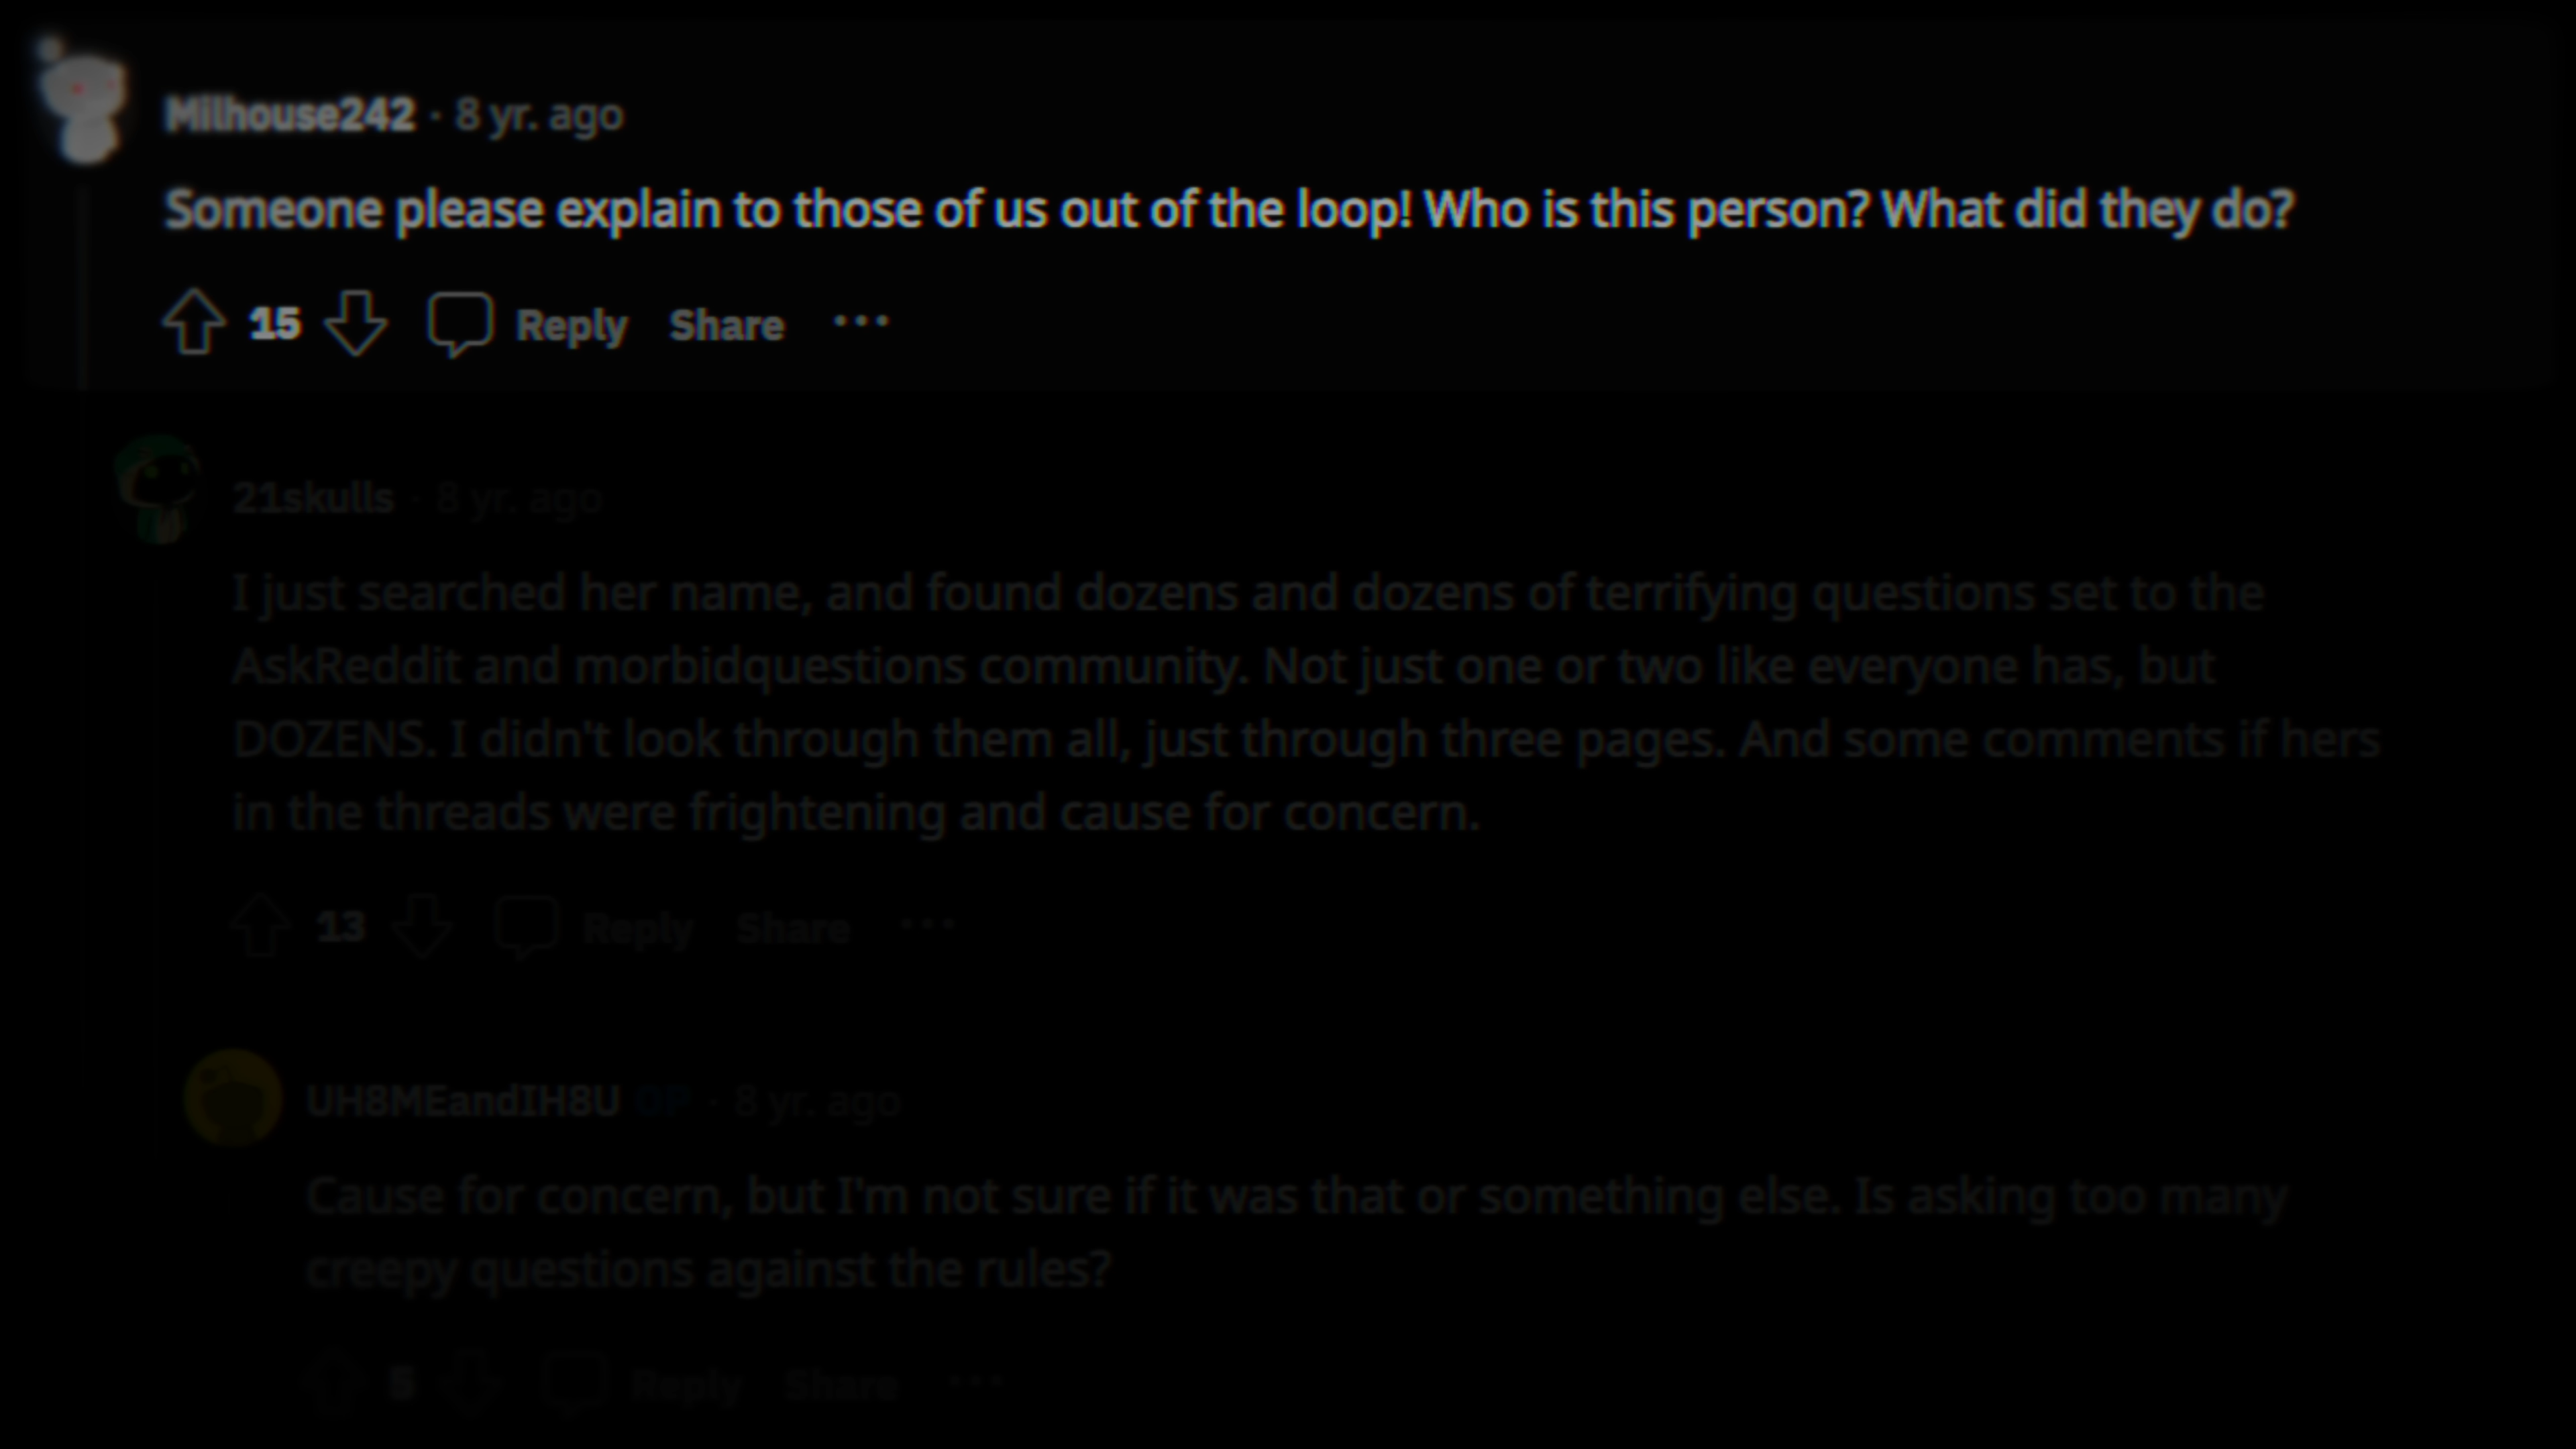 Milhouse242 · 8 yr. ago
Someone please explain to those of us out of the loop! Who is this person? What did they do?
15 Reply Share ···
21skulls · 8 yr. ago
I just searched her name, and found dozens and dozens of terrifying questions set to the
AskReddit and morbidquestions community. Not just one or two like everyone has, but
DOZENS. I didn't look through them all, just through three pages. And some comments if hers
in the threads were frightening and cause for concern.
13 Reply Share ···
UH8MEandIH8U OP · 8 yr. ago
Cause for concern, but I'm not sure if it was that or something else. Is asking too many
creepy questions against the rules?
5 Reply Share ···